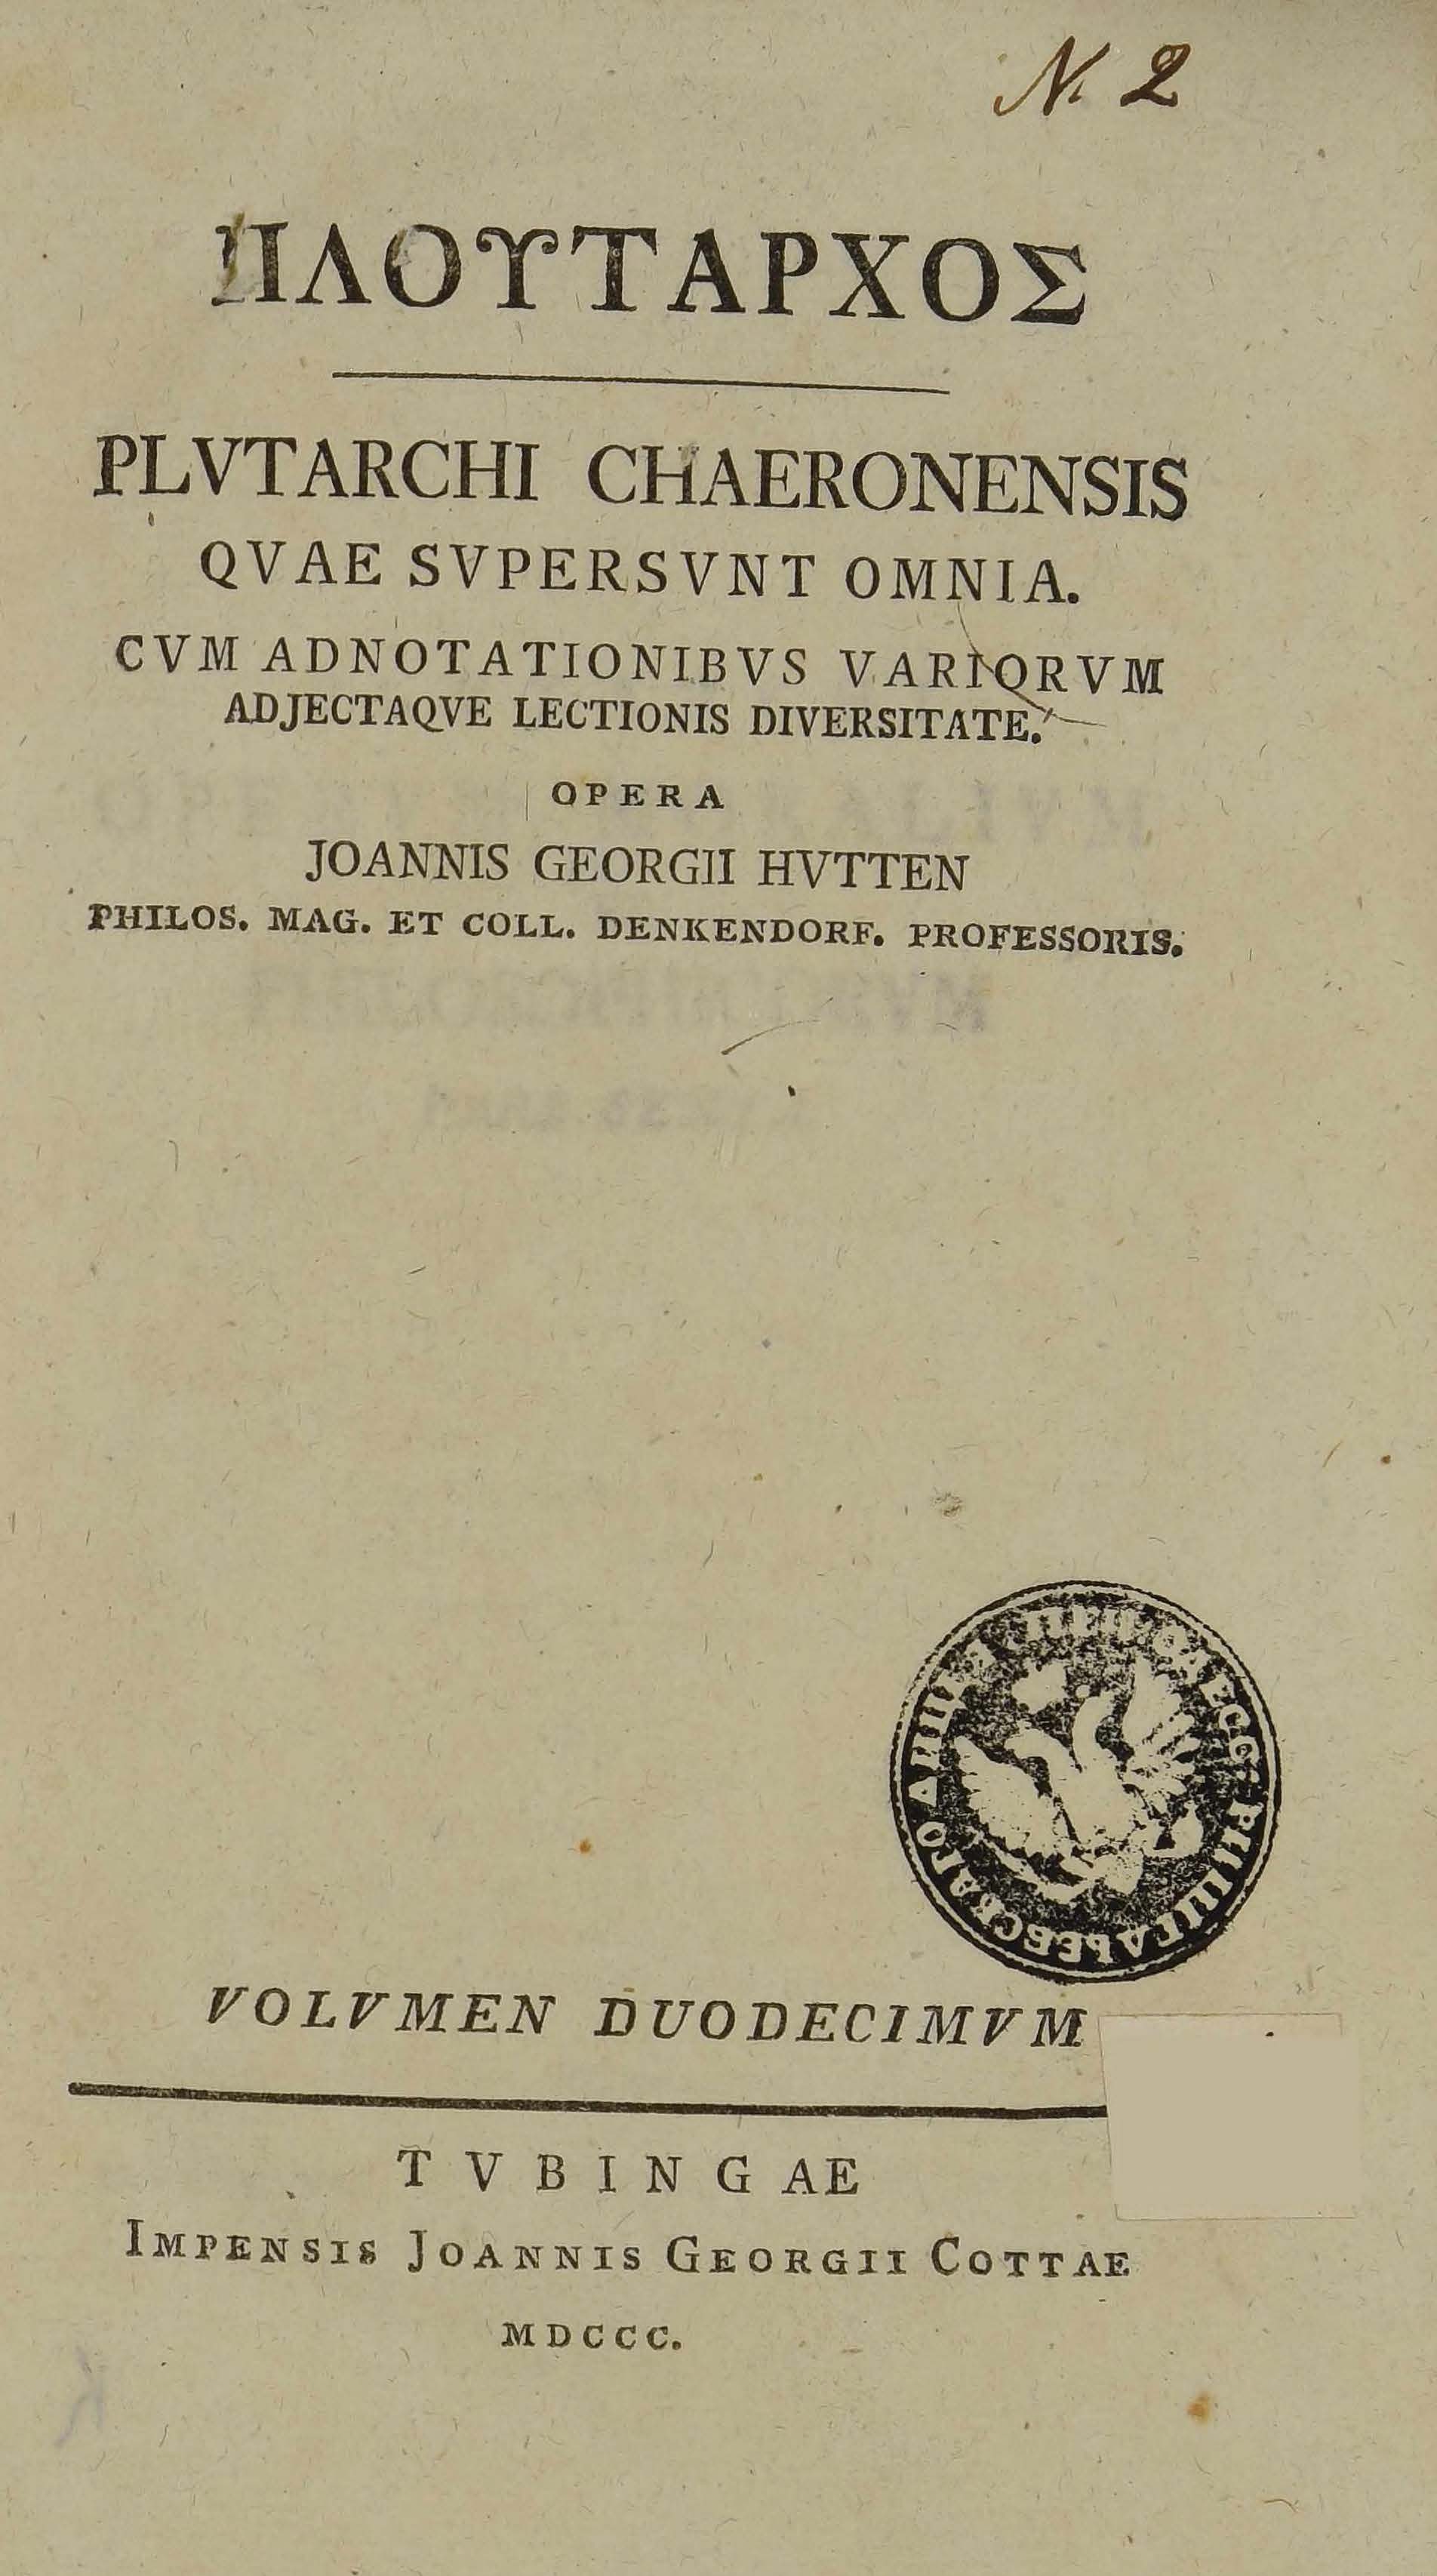 N. 2
ΠΛΟΥΤΑΡΧΟΣ
PLVTARCHI CHAERONENSIS
QVAE SVPERSVNT OMNIA.
CVM ADNOTATIONIBVS VARIORVM
ADJECTAQVE LECTIONIS DIVERSITATE.
OPERA
JOANNIS GEORGII HVTTEN
PHILOS. MAG. ET COLL. DENKENDORF. PROFESSORIS.
VOLVMEN DUODECIMVM
TVBINGAE
IMPENSIS JOANNIS GEORGII COTTAE
MDCCC.